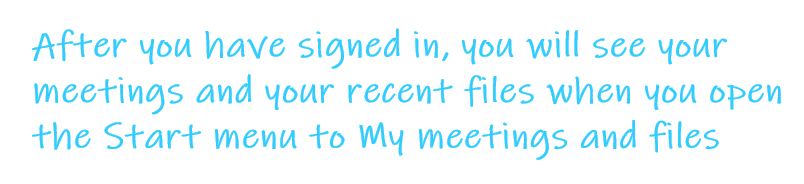 After you have signed in, you will see your
meetings and your recent files when you open
the Start menu to My meetings and files